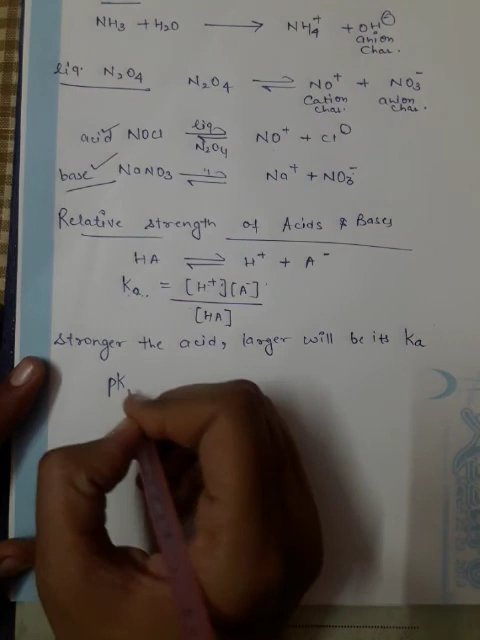 NH3 + H2O ⟶ NH4+ + OH⊖
anion
char.
liq. N2O4 N2O4 ⇌ NO+ + NO3-
Cation anion
char. char.
acid ✓ NOCl ⇌ liq N2O4 NO+ + Cl⊖
base ✓ NaNO3 ⇌ " Na+ + NO3-
Relative strength of Acids & Bases
HA ⇌ H+ + A-
Ka = [H+][A-]
[HA]
stronger the acid, larger will be its Ka
pK